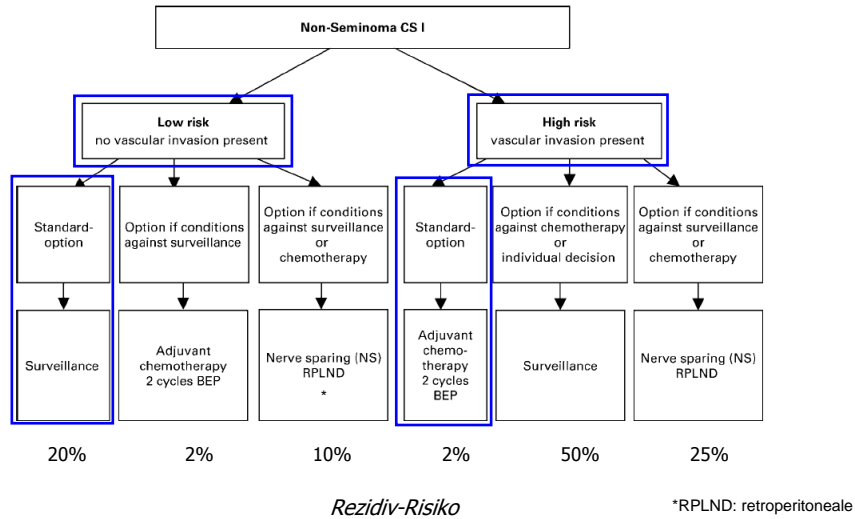 Non-Seminoma CS I
Low risk
no vascular invasion present
High risk
vascular invasion present
Standard-
option
Option if conditions
against surveillance
Option if conditions
against surveillance
or
chemotherapy
Standard-
option
Option if conditions
against chemotherapy
or
individual decision
Option if conditions
against surveillance
or
chemotherapy
Surveillance
Adjuvant
chemotherapy
2 cycles BEP
Nerve sparing (NS)
RPLND
*
Adjuvant
chemo-
therapy
2 cycles
BEP
Surveillance
Nerve sparing (NS)
RPLND
20%
2%
10%
2%
50%
25%
Rezidiv-Risiko
*RPLND: retroperitoneale